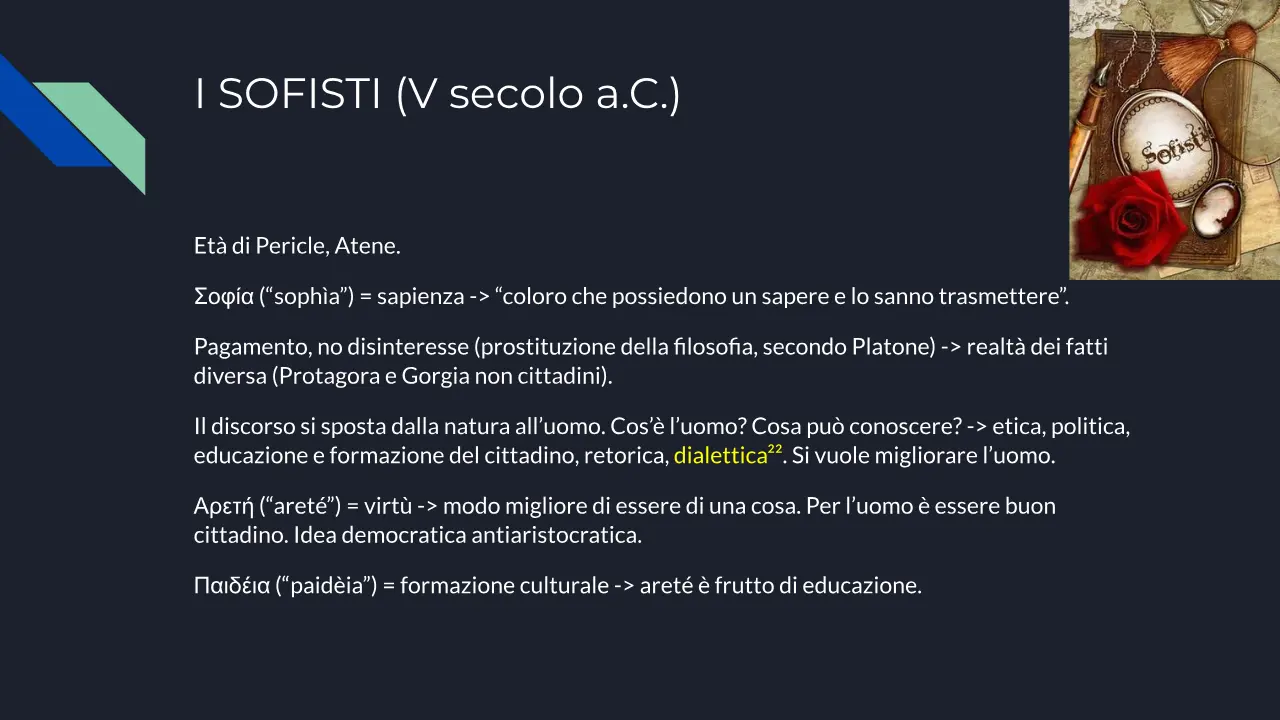 I SOFISTI (V secolo a.C.)
Sofisti
Età di Pericle, Atene.
Σοφία (“sophìa”) = sapienza -> “coloro che possiedono un sapere e lo sanno trasmettere”.
Pagamento, no disinteresse (prostituzione della filosofia, secondo Platone) -> realtà dei fatti
diversa (Protagora e Gorgia non cittadini).
Il discorso si sposta dalla natura all’uomo. Cos’è l’uomo? Cosa può conoscere? -> etica, politica,
educazione e formazione del cittadino, retorica, dialettica²². Si vuole migliorare l’uomo.
Αρετή (“areté”) = virtù -> modo migliore di essere di una cosa. Per l’uomo è essere buon
cittadino. Idea democratica antiaristocratica.
Παιδέια (“paidèia”) = formazione culturale -> areté è frutto di educazione.